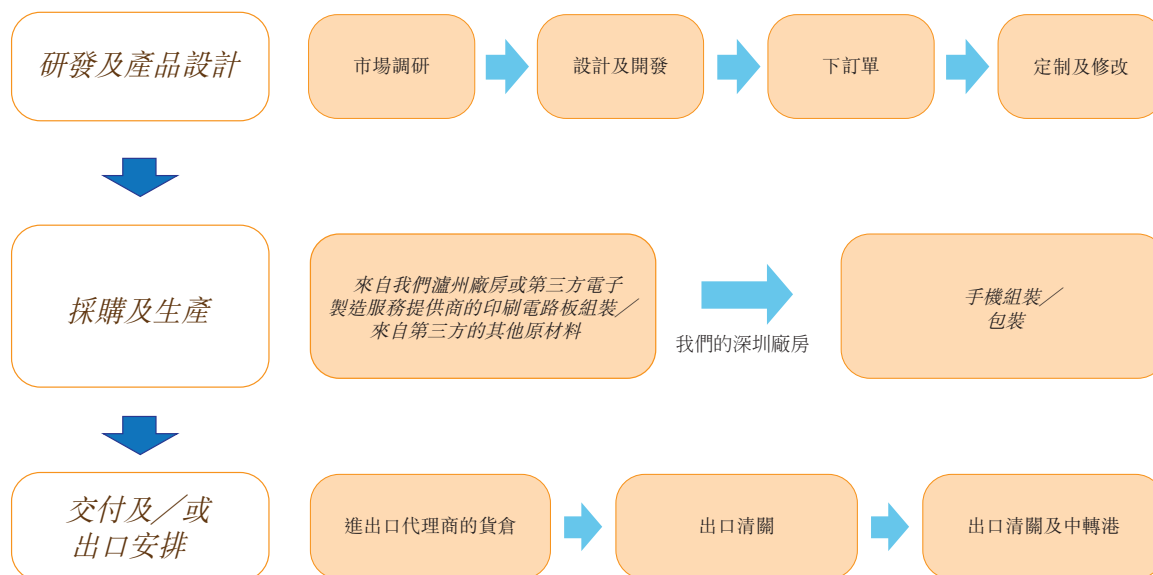 研發及產品設計
市場調研
設計及開發
下訂單
定制及修改
採購及生產
來自我們瀘州廠房或第三方電子
製造服務提供商的印刷電路板組裝／
來自第三方的其他原材料
我們的深圳廠房
手機組裝／
包裝
交付及／或
出口安排
進出口代理商的貨倉
出口清關
出口清關及中轉港